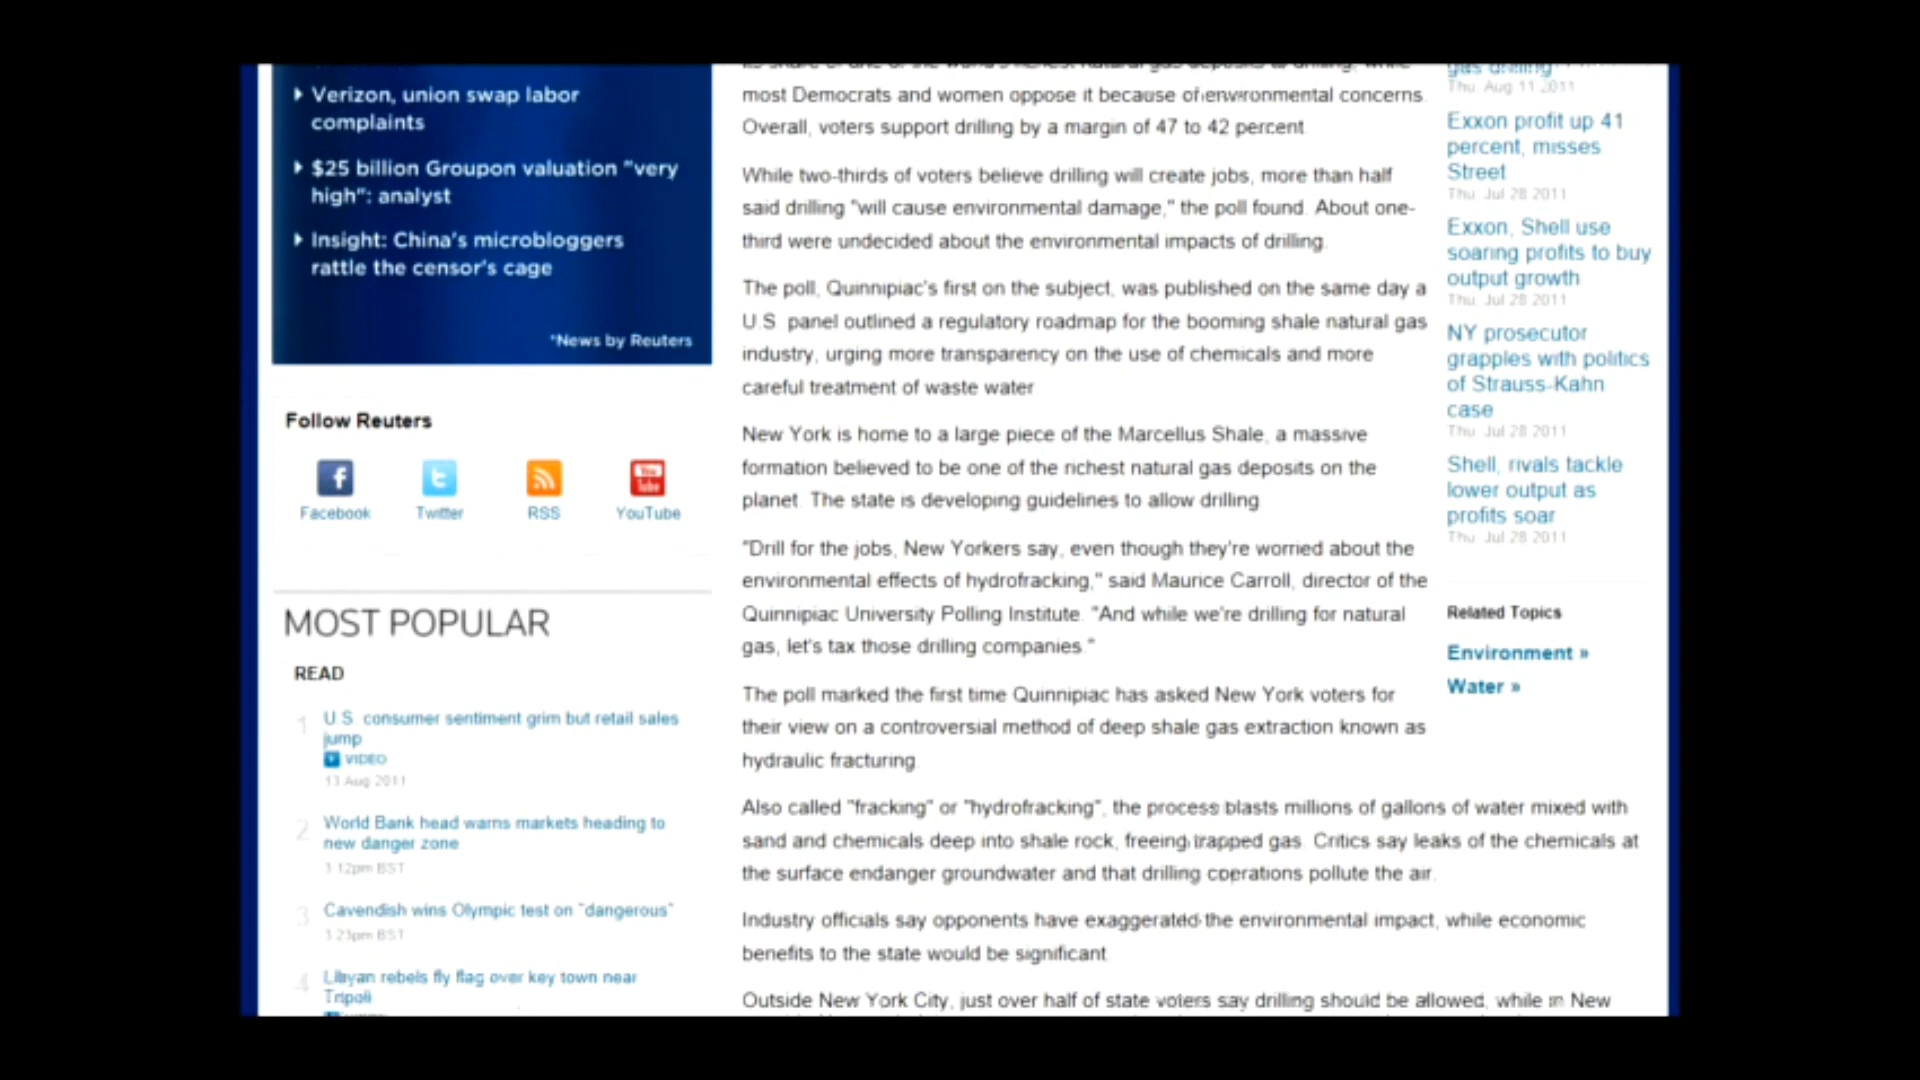 Verizon, union swap labor
complaints
$25 billion Groupon valuation "very
high": analyst
Insight: China's microbloggers
rattle the censor's cage
*News by Reuters
Follow Reuters
Facebook
Twitter
RSS
YouTube
MOST POPULAR
READ
1
U.S. consumer sentiment grim but retail sales
jump
VIDEO
13 Aug 2011
2
World Bank head warns markets heading to
new danger zone
1:12pm BST
3
Cavendish wins Olympic test on "dangerous"
1:23pm BST
4
Libyan rebels fly flag over key town near
Tripoli
most Democrats and women oppose it because of environmental concerns.
Overall, voters support drilling by a margin of 47 to 42 percent.
While two-thirds of voters believe drilling will create jobs, more than half
said drilling "will cause environmental damage," the poll found. About one-
third were undecided about the environmental impacts of drilling.
The poll, Quinnipiac's first on the subject, was published on the same day a
U.S. panel outlined a regulatory roadmap for the booming shale natural gas
industry, urging more transparency on the use of chemicals and more
careful treatment of waste water.
New York is home to a large piece of the Marcellus Shale, a massive
formation believed to be one of the richest natural gas deposits on the
planet. The state is developing guidelines to allow drilling.
"Drill for the jobs, New Yorkers say, even though they're worried about the
environmental effects of hydrofracking," said Maurice Carroll, director of the
Quinnipiac University Polling Institute. "And while we're drilling for natural
gas, let's tax those drilling companies."
The poll marked the first time Quinnipiac has asked New York voters for
their view on a controversial method of deep shale gas extraction known as
hydraulic fracturing.
Also called "fracking" or "hydrofracking", the process blasts millions of gallons of water mixed with
sand and chemicals deep into shale rock, freeing trapped gas. Critics say leaks of the chemicals at
the surface endanger groundwater and that drilling operations pollute the air.
Industry officials say opponents have exaggerated the environmental impact, while economic
benefits to the state would be significant.
Outside New York City, just over half of state voters say drilling should be allowed, while in New
gas drilling
Thu, Aug 11 2011
Exxon profit up 41
percent, misses
Street
Thu, Jul 28 2011
Exxon, Shell use
soaring profits to buy
output growth
Thu, Jul 28 2011
NY prosecutor
grapples with politics
of Strauss-Kahn
case
Thu, Jul 28 2011
Shell, rivals tackle
lower output as
profits soar
Thu, Jul 28 2011
Related Topics
Environment »
Water »